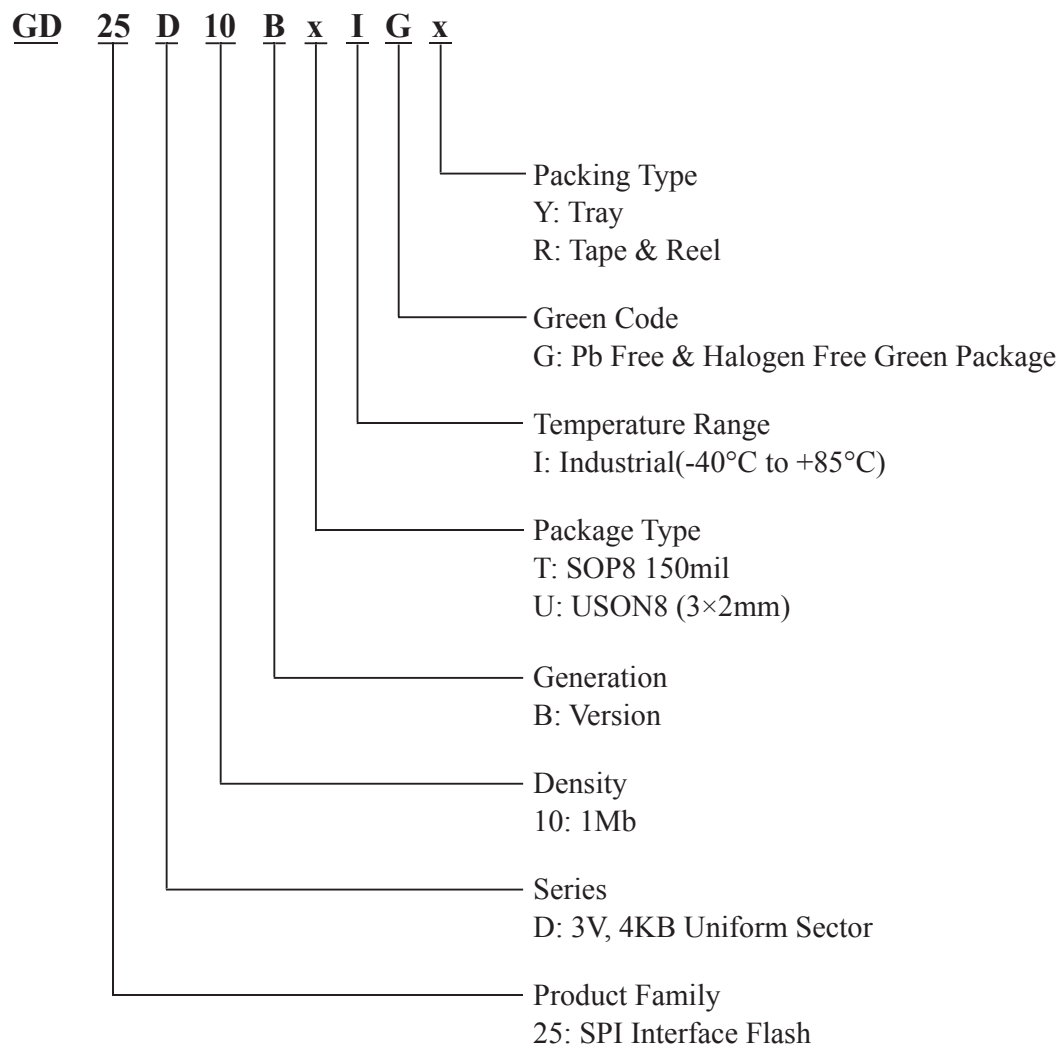 GD 25 D 10 B x I G x
Packing Type
Y: Tray
R: Tape & Reel
Green Code
G: Pb Free & Halogen Free Green Package
Temperature Range
I: Industrial(-40°C to +85°C)
Package Type
T: SOP8 150mil
U: USON8 (3×2mm)
Generation
B: Version
Density
10: 1Mb
Series
D: 3V, 4KB Uniform Sector
Product Family
25: SPI Interface Flash